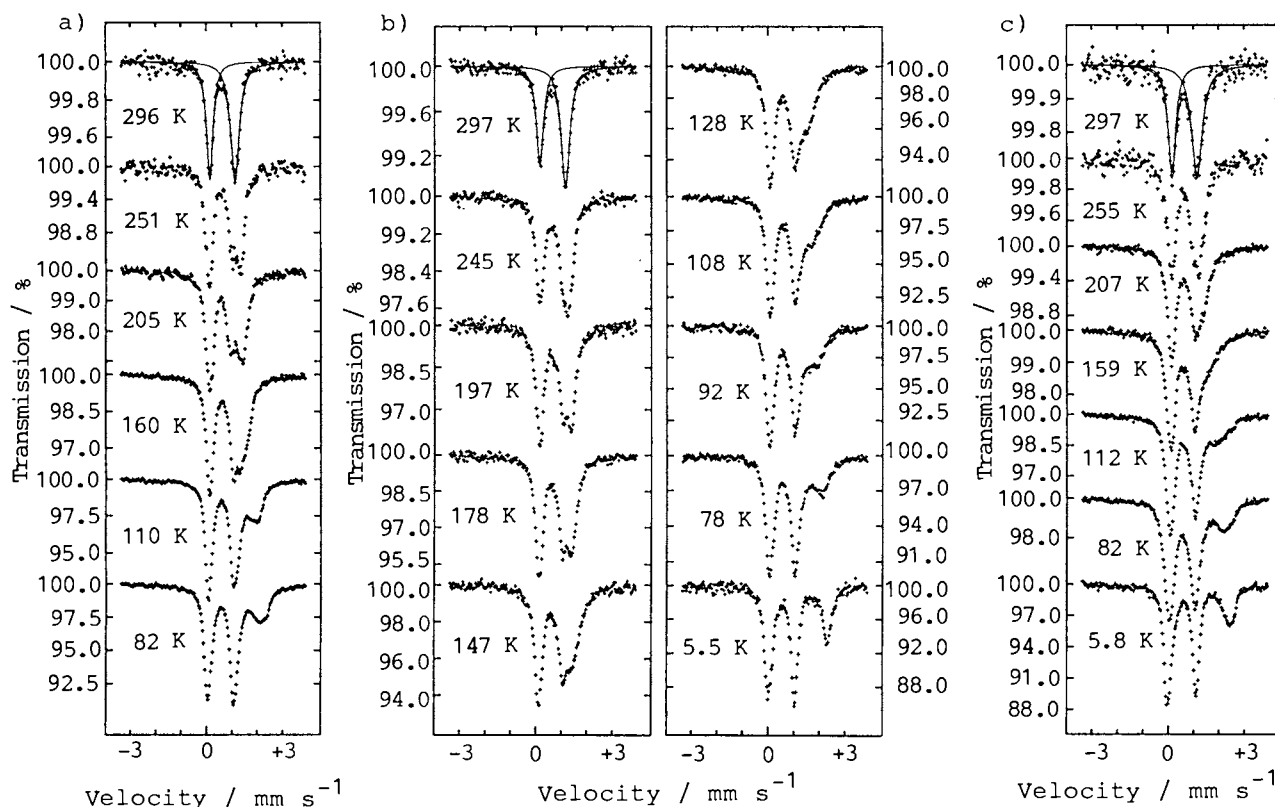 a)
Transmission / %
100.0
99.8
99.6
296 K
100.0
99.4
98.8
251 K
100.0
99.0
98.0
205 K
100.0
98.5
97.0
160 K
100.0
97.5
95.0
110 K
100.0
97.5
95.0
92.5
82 K
-3 0 +3
Velocity / mm s⁻¹
b)
Transmission / %
100.0
99.6
99.2
297 K
100.0
99.2
98.4
97.6
245 K
100.0
98.5
97.0
197 K
100.0
98.5
97.0
95.5
178 K
100.0
98.0
96.0
94.0
147 K
-3 0 +3
100.0
98.0
96.0
94.0
128 K
100.0
97.5
95.0
92.5
108 K
100.0
97.5
95.0
92.5
92 K
100.0
97.0
94.0
91.0
78 K
100.0
96.0
92.0
88.0
5.5 K
-3 0 +3
Velocity / mm s⁻¹
c)
Transmission / %
100.0
99.9
99.8
297 K
100.0
99.8
99.6
255 K
100.0
99.4
98.8
207 K
100.0
99.0
98.0
159 K
100.0
98.5
97.0
112 K
100.0
98.0
82 K
100.0
97.0
94.0
91.0
88.0
5.8 K
-3 0 +3
Velocity / mm s⁻¹